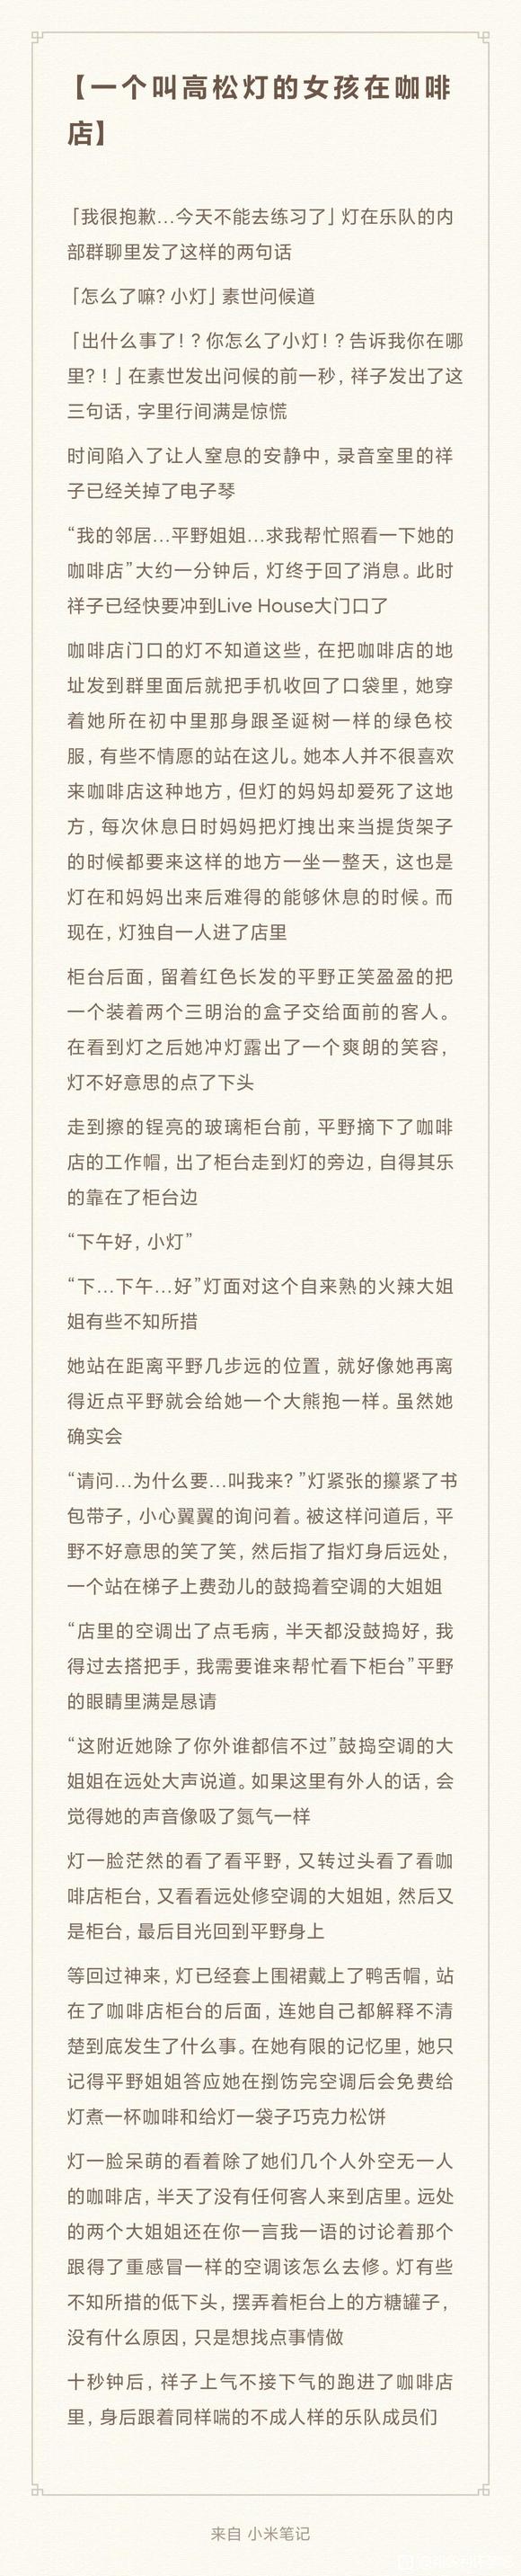 【一个叫高松灯的女孩在咖啡
店】
「我很抱歉…今天不能去练习了」灯在乐队的内
部群聊里发了这样的两句话
「怎么了嘛？小灯」素世问候道
「出什么事了！？你怎么了小灯！？告诉我你在哪
里？！」在素世发出问候的前一秒，祥子发出了这
三句话，字里行间满是惊慌
时间陷入了让人窒息的安静中，录音室里的祥
子已经关掉了电子琴
“我的邻居…平野姐姐…求我帮忙照看一下她的
咖啡店”大约一分钟后，灯终于回了消息。此时
祥子已经快要冲到Live House大门口了
咖啡店门口的灯不知道这些，在把咖啡店的地
址发到群里面后就把手机收回了口袋里，她穿
着她所在初中里那身跟圣诞树一样的绿色校
服，有些不情愿的站在这儿。她本人并不很喜欢
来咖啡店这种地方，但灯的妈妈却爱死了这地
方，每次休息日时妈妈把灯拽出来当提货架子
的时候都要来这样的地方一坐一整天，这也是
灯在和妈妈出来后难得的能够休息的时候。而
现在，灯独自一人进了店里
柜台后面，留着红色长发的平野正笑盈盈的把
一个装着两个三明治的盒子交给面前的客人。
在看到灯之后她冲灯露出了一个爽朗的笑容，
灯不好意思的点了下头
走到擦的锃亮的玻璃柜台前，平野摘下了咖啡
店的工作帽，出了柜台走到灯的旁边，自得其乐
的靠在了柜台边
“下午好，小灯”
“下…下午…好”灯面对这个自来熟的火辣大姐
姐有些不知所措
她站在距离平野几步远的位置，就好像她再离
得近点平野就会给她一个大熊抱一样。虽然她
确实会
“请问…为什么要…叫我来？”灯紧张的攥紧了书
包带子，小心翼翼的询问着。被这样问道后，平
野不好意思的笑了笑，然后指了指灯身后远处，
一个站在梯子上费劲儿的鼓捣着空调的大姐姐
“店里的空调出了点毛病，半天都没鼓捣好，我
得过去搭把手，我需要谁来帮忙看下柜台”平野
的眼睛里满是恳请
“这附近她除了你外谁都信不过”鼓捣空调的大
姐姐在远处大声说道。如果这里有外人的话，会
觉得她的声音像吸了氮气一样
灯一脸茫然的看了看平野，又转过头看了看咖
啡店柜台，又看看远处修空调的大姐姐，然后又
是柜台，最后目光回到平野身上
等回过神来，灯已经套上围裙戴上了鸭舌帽，站
在了咖啡店柜台的后面，连她自己都解释不清
楚到底发生了什么事。在她有限的记忆里，她只
记得平野姐姐答应她在捯饬完空调后会免费给
灯煮一杯咖啡和给灯一袋子巧克力松饼
灯一脸呆萌的看着除了她们几个人外空无一人
的咖啡店，半天了没有任何客人来到店里。远处
的两个大姐姐还在你一言我一语的讨论着那个
跟得了重感冒一样的空调该怎么去修。灯有些
不知所措的低下头，摆弄着柜台上的方糖罐子，
没有什么原因，只是想找点事情做
十秒钟后，祥子上气不接下气的跑进了咖啡店
里，身后跟着同样喘的不成人样的乐队成员们
来自 小米笔记